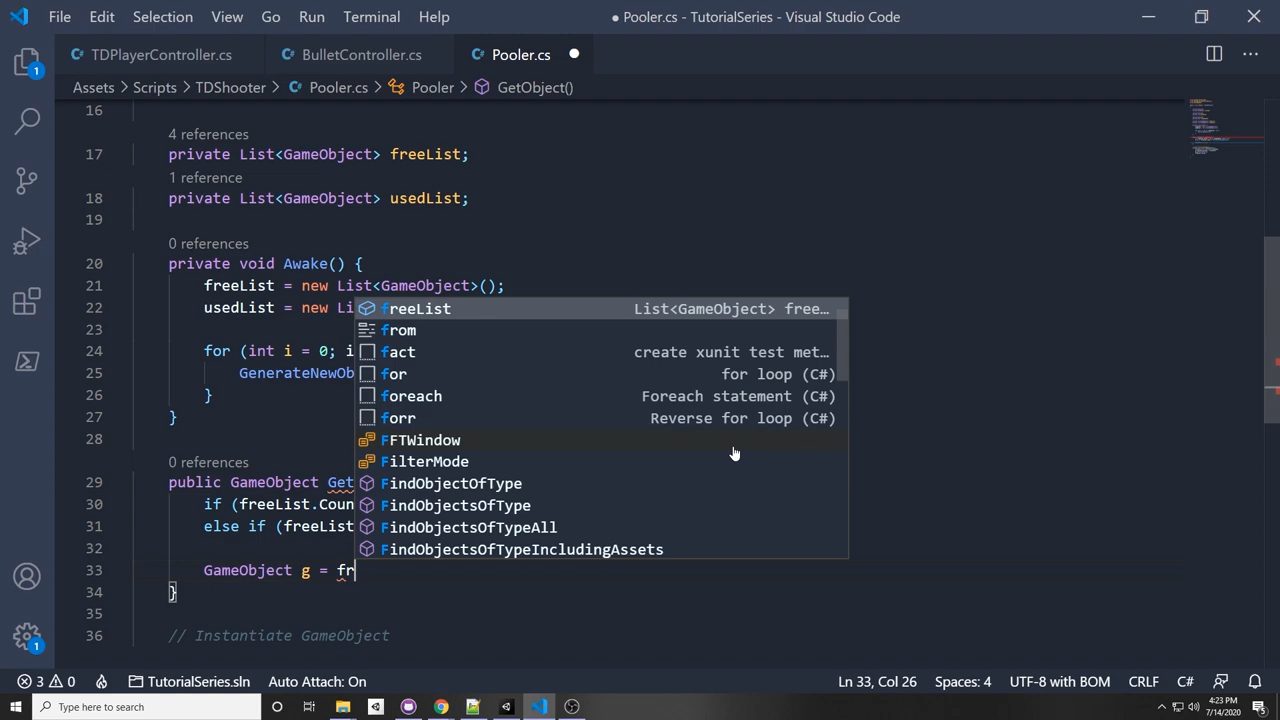 File Edit Selection View Go Run Terminal Help ● Pooler.cs - TutorialSeries - Visual Studio Code
TDPlayerController.cs BulletController.cs Pooler.cs
Assets > Scripts > TDShooter > Pooler.cs > Pooler > GetObject()
16
4 references
17 private List<GameObject> freeList;
1 reference
18 private List<GameObject> usedList;
19
0 references
20 private void Awake() {
21 freeList = new List<GameObject>();
22 usedList = new Li
freeList List<GameObject> free…
23
from
24 for (int i = 0; i
fact create xunit test met…
25 GenerateNewOb
for for loop (C#)
26 }
foreach Foreach statement (C#)
27 }
forr Reverse for loop (C#)
28
FFTWindow
0 references
FilterMode
29 public GameObject Get
FindObjectOfType
30 if (freeList.Coun
FindObjectsOfType
31 else if (freeList
FindObjectsOfTypeAll
32
FindObjectsOfTypeIncludingAssets
33 GameObject g = fr
34 }
35
36 // Instantiate GameObject
1
1
3 0 TutorialSeries.sln Auto Attach: On Ln 33, Col 26 Spaces: 4 UTF-8 with BOM CRLF C#
Type here to search
4:23 PM
7/14/2020